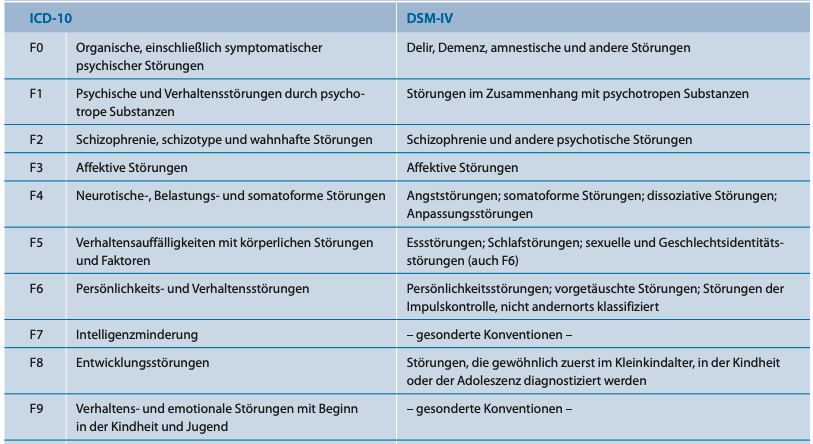 ICD-10 DSM-IV
F0 Organische, einschließlich symptomatischer Delir, Demenz, amnestische und andere Störungen
psychischer Störungen
F1 Psychische und Verhaltensstörungen durch psycho- Störungen im Zusammenhang mit psychotropen Substanzen
trope Substanzen
F2 Schizophrenie, schizotype und wahnhafte Störungen Schizophrenie und andere psychotische Störungen
F3 Affektive Störungen Affektive Störungen
F4 Neurotische-, Belastungs- und somatoforme Störungen Angststörungen; somatoforme Störungen; dissoziative Störungen;
Anpassungsstörungen
F5 Verhaltensauffälligkeiten mit körperlichen Störungen Essstörungen; Schlafstörungen; sexuelle und Geschlechtsidentitäts-
und Faktoren störungen (auch F6)
F6 Persönlichkeits- und Verhaltensstörungen Persönlichkeitsstörungen; vorgetäuschte Störungen; Störungen der
Impulskontrolle, nicht andernorts klassifiziert
F7 Intelligenzminderung – gesonderte Konventionen –
F8 Entwicklungsstörungen Störungen, die gewöhnlich zuerst im Kleinkindalter, in der Kindheit
oder der Adoleszenz diagnostiziert werden
F9 Verhaltens- und emotionale Störungen mit Beginn – gesonderte Konventionen –
in der Kindheit und Jugend